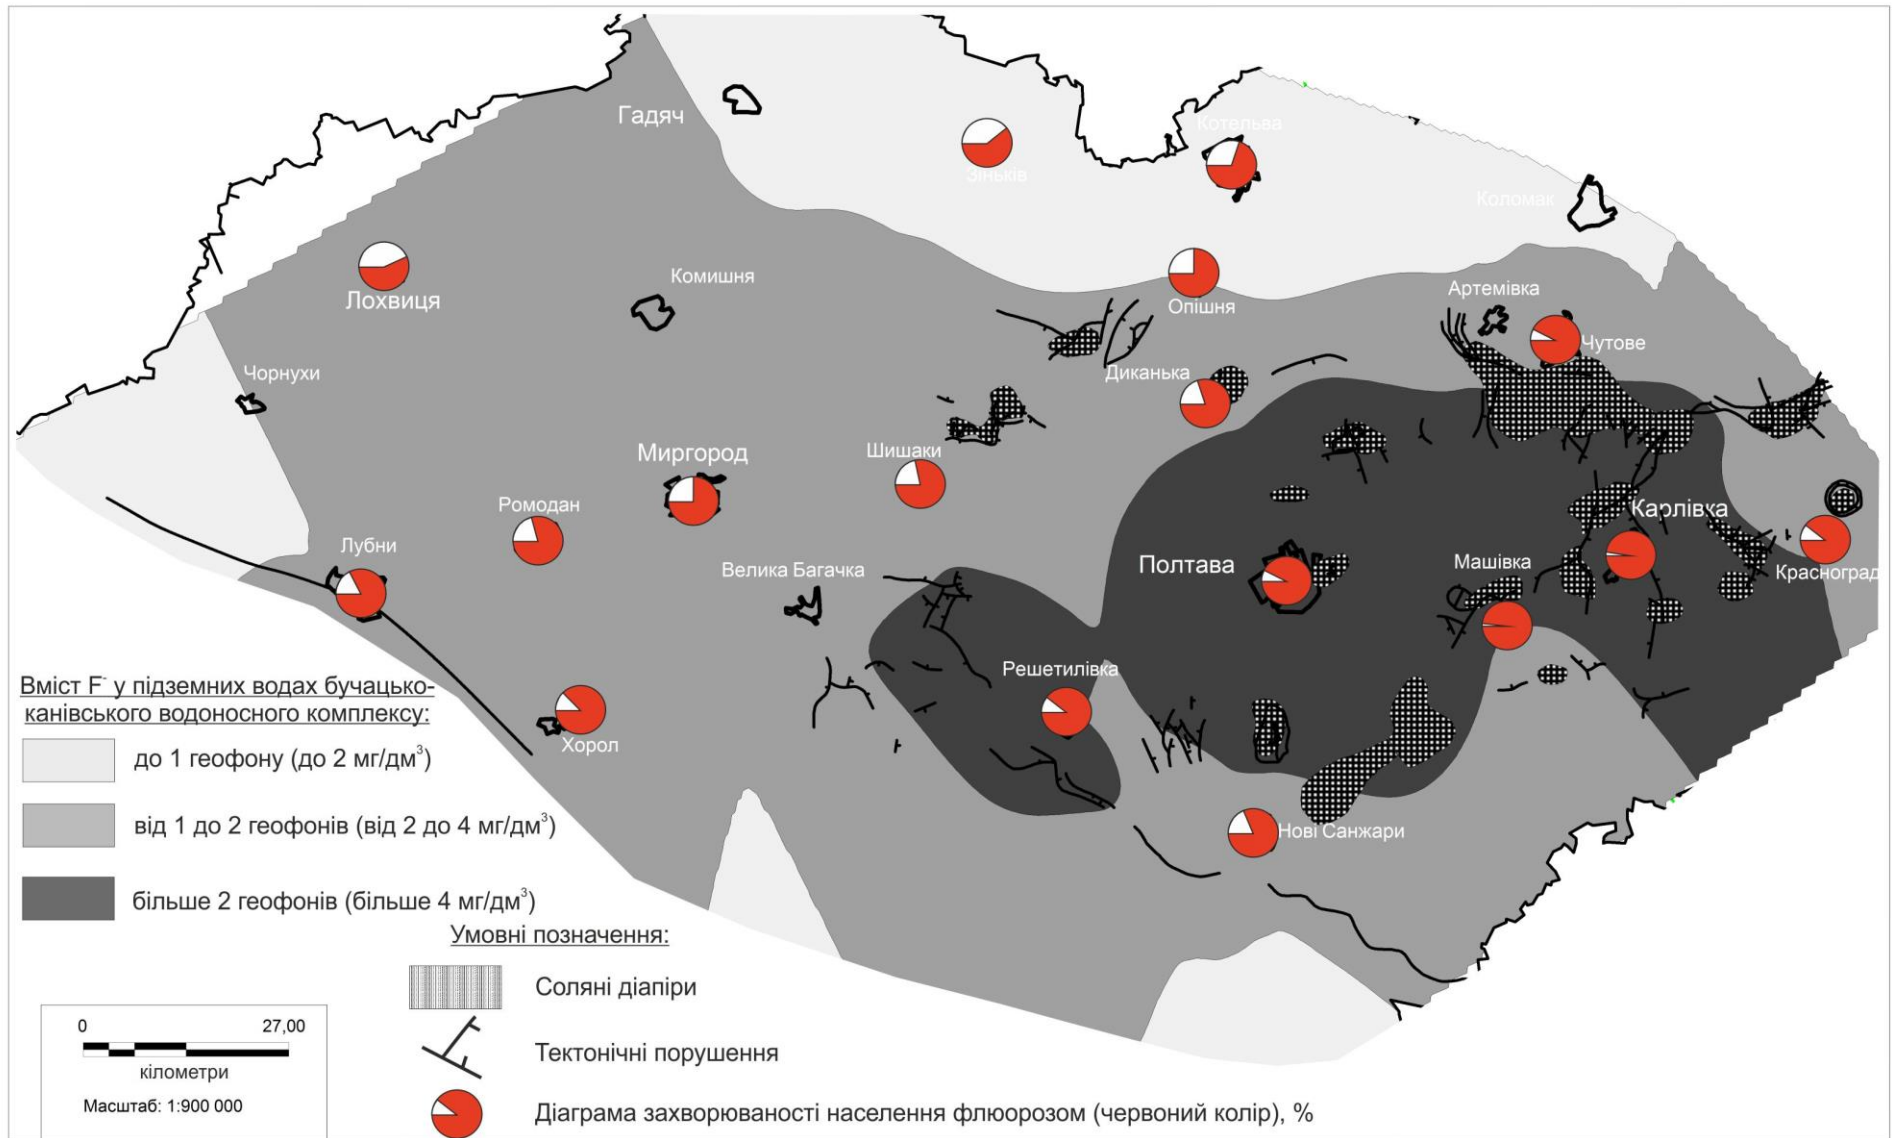 Гадяч
Зіньків
Котельва
Коломак
Лохвиця
Комишня
Опішня
Артемівка
Чутове
Чорнухи
Диканька
Миргород
Шишаки
Ромодан
Карлівка
Лубни
Велика Багачка
Полтава
Машівка
Красноград
Решетилівка
Хорол
Нові Санжари
Вміст F⁻ у підземних водах бучацько-
канівського водоносного комплексу:
до 1 геофону (до 2 мг/дм³)
від 1 до 2 геофонів (від 2 до 4 мг/дм³)
більше 2 геофонів (більше 4 мг/дм³)
Умовні позначення:
Соляні діапіри
Тектонічні порушення
Діаграма захворюваності населення флюорозом (червоний колір), %
0 27,00
кілометри
Масштаб: 1:900 000